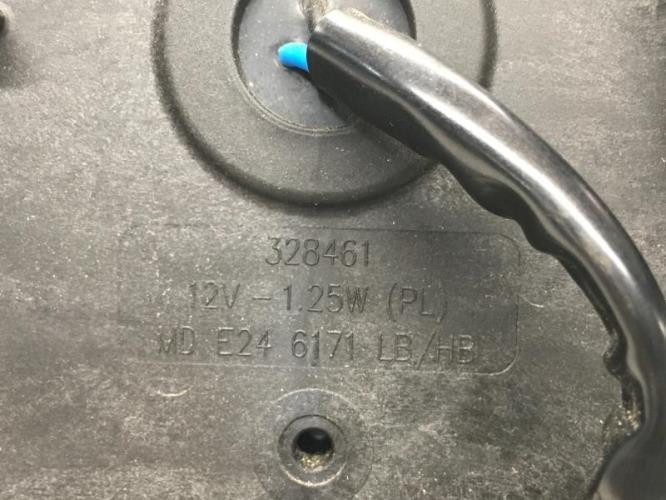 328461
12V - 1.25W (PL)
MD E24 6171 LB/HB